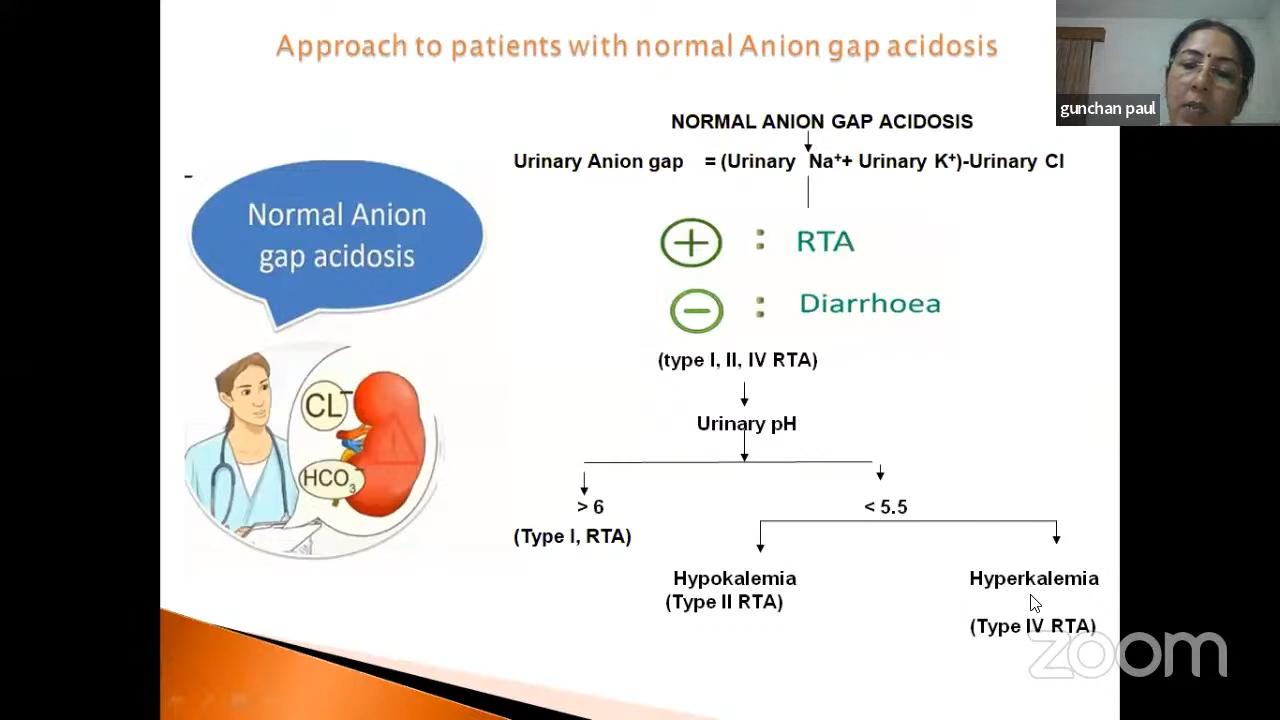 Approach to patients with normal Anion gap acidosis
gunchan paul
NORMAL ANION GAP ACIDOSIS
Urinary Anion gap = (Urinary Na⁺+ Urinary K⁺)-Urinary Cl
-
Normal Anion
gap acidosis
+ : RTA
− : Diarrhoea
(type I, II, IV RTA)
CL⁻
HCO₃⁻
Urinary pH
> 6
< 5.5
(Type I, RTA)
Hypokalemia
(Type II RTA)
Hyperkalemia
(Type IV RTA)
zoom